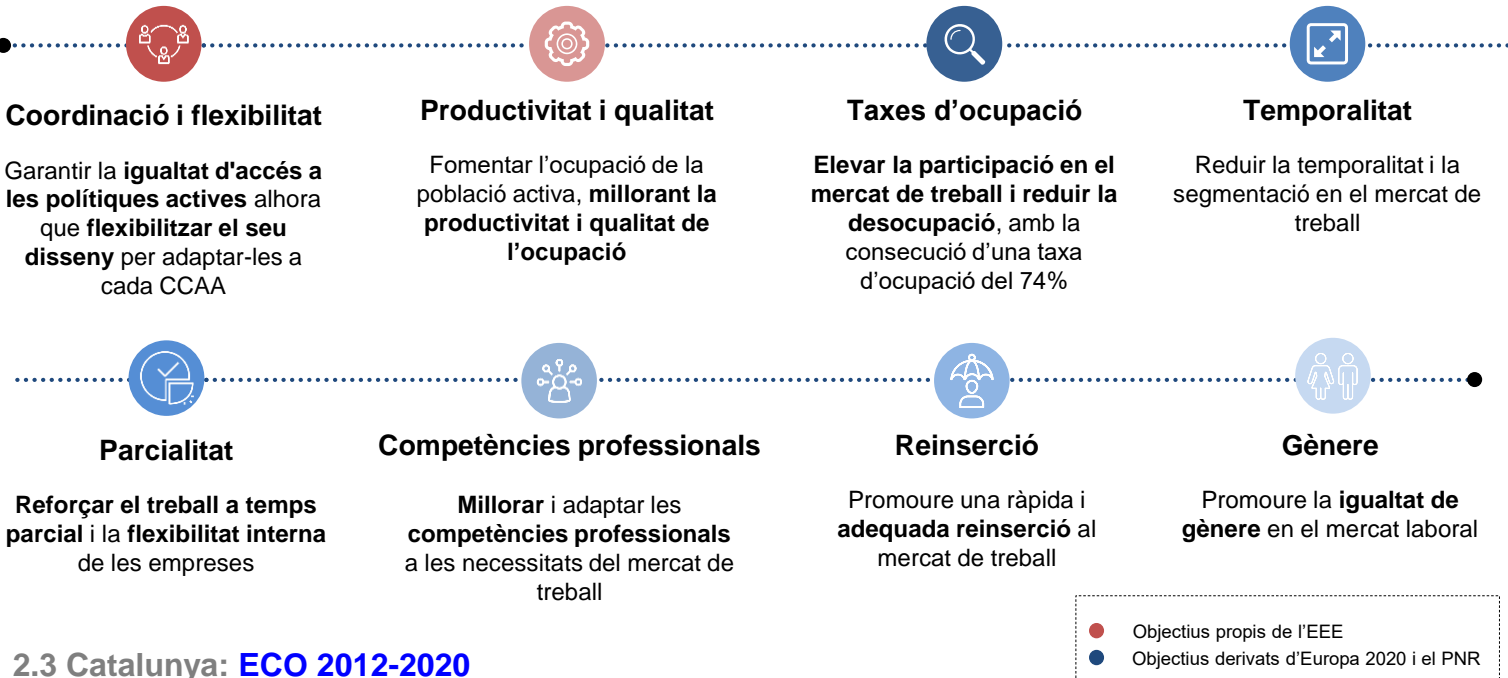 Coordinació i flexibilitat
Garantir la igualtat d'accés a
les polítiques actives alhora
que flexibilitzar el seu
disseny per adaptar-les a
cada CCAA
Productivitat i qualitat
Fomentar l’ocupació de la
població activa, millorant la
productivitat i qualitat de
l’ocupació
Taxes d’ocupació
Elevar la participació en el
mercat de treball i reduir la
desocupació, amb la
consecució d’una taxa
d’ocupació del 74%
Temporalitat
Reduir la temporalitat i la
segmentació en el mercat de
treball
Parcialitat
Reforçar el treball a temps
parcial i la flexibilitat interna
de les empreses
Competències professionals
Millorar i adaptar les
competències professionals
a les necessitats del mercat de
treball
Reinserció
Promoure una ràpida i
adequada reinserció al
mercat de treball
Gènere
Promoure la igualtat de
gènere en el mercat laboral
Objectius propis de l’EEE
Objectius derivats d’Europa 2020 i el PNR
2.3 Catalunya: ECO 2012-2020